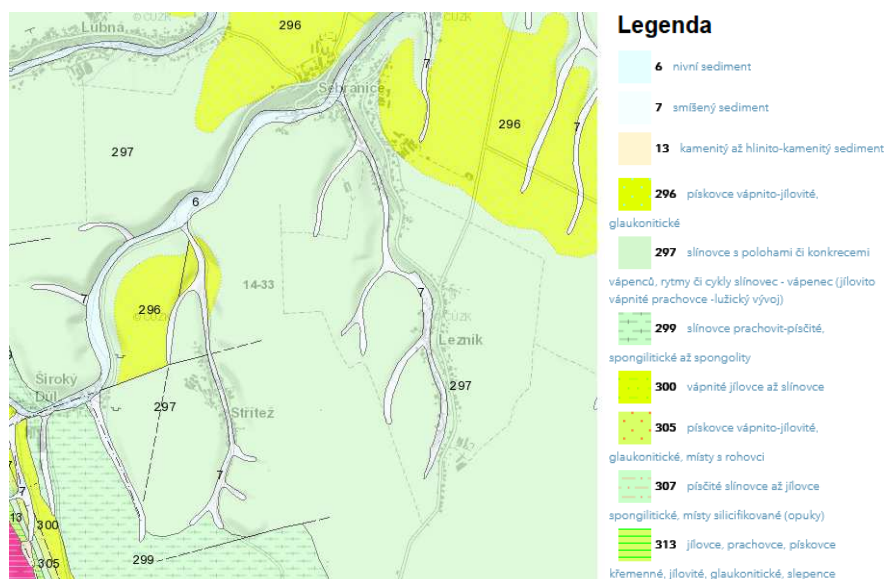 © ČÚZK
Lubná
296
7
Sebranice
7
296
297
6
14-33
7
7
296
© ČÚZK
© ČÚZK
Lezník
Široký
Důl
297
297
Střítež
7
7
13
300
305
299
Legenda
6 nivní sediment
7 smíšený sediment
13 kamenitý až hlinito-kamenitý sediment
296 pískovce vápnito-jílovité,
glaukonitické
297 slínovce s polohami či konkrecemi
vápenců, rytmy či cykly slínovec - vápenec (jílovito
vápnité prachovce -lužický vývoj)
299 slínovce prachovit-písčité,
spongilitické až spongolity
300 vápnité jílovce až slínovce
305 pískovce vápnito-jílovité,
glaukonitické, místy s rohovci
307 písčité slínovce až jílovce
spongilitické, místy silicifikované (opuky)
313 jílovce, prachovce, pískovce
křemenné, jílovité, glaukonitické, slepence